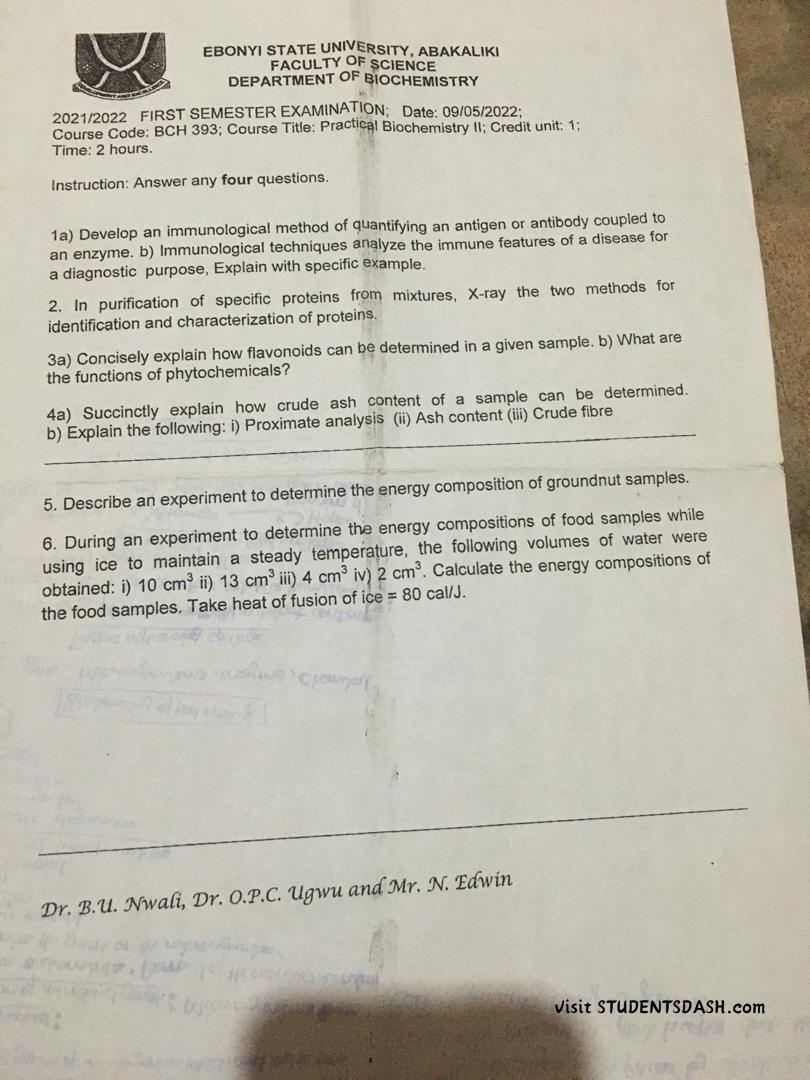 EBONYI STATE UNIVERSITY, ABAKALIKI
FACULTY OF SCIENCE
DEPARTMENT OF BIOCHEMISTRY
2021/2022 FIRST SEMESTER EXAMINATION; Date: 09/05/2022;
Course Code: BCH 393; Course Title: Practical Biochemistry II; Credit unit: 1;
Time: 2 hours.
Instruction: Answer any four questions.
1a) Develop an immunological method of quantifying an antigen or antibody coupled to
an enzyme. b) Immunological techniques analyze the immune features of a disease for
a diagnostic purpose, Explain with specific example.
2. In purification of specific proteins from mixtures, X-ray the two methods for
identification and characterization of proteins.
3a) Concisely explain how flavonoids can be determined in a given sample. b) What are
the functions of phytochemicals?
4a) Succinctly explain how crude ash content of a sample can be determined.
b) Explain the following: i) Proximate analysis (ii) Ash content (iii) Crude fibre
5. Describe an experiment to determine the energy composition of groundnut samples.
6. During an experiment to determine the energy compositions of food samples while
using ice to maintain a steady temperature, the following volumes of water were
obtained: i) 10 cm³ ii) 13 cm³ iii) 4 cm³ iv) 2 cm³. Calculate the energy compositions of
the food samples. Take heat of fusion of ice = 80 cal/J.
Dr. B.U. Nwali, Dr. O.P.C. Ugwu and Mr. N. Edwin
Visit STUDENTSDASH.com